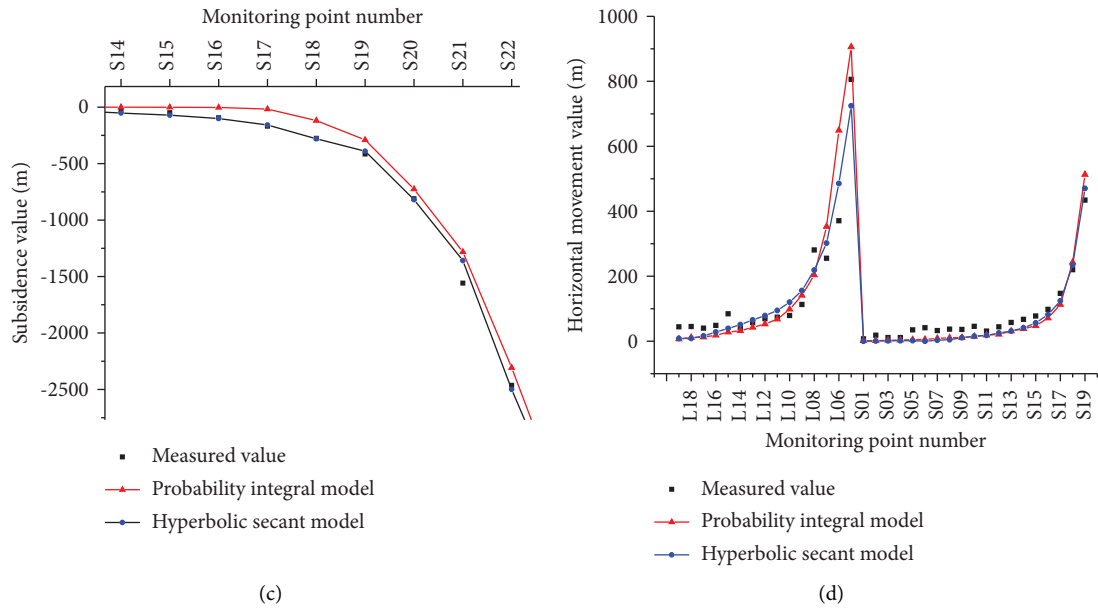 Monitoring point number
S14
S15
S16
S17
S18
S19
S20
S21
S22
0
-500
-1000
-1500
-2000
-2500
Subsidence value (m)
Measured value
Probability integral model
Hyperbolic secant model
(c)
1000
800
600
400
200
0
Horizontal movement value (m)
L18
L16
L14
L12
L10
L08
L06
S01
S03
S05
S07
S09
S11
S13
S15
S17
S19
Monitoring point number
Measured value
Probability integral model
Hyperbolic secant model
(d)